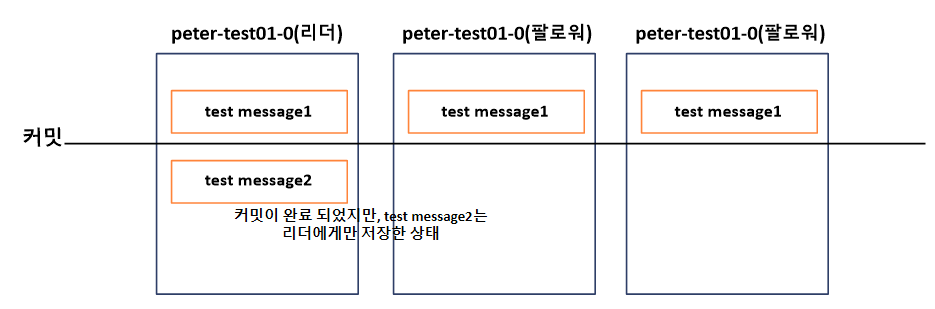 peter-test01-0(리더)
peter-test01-0(팔로워)
peter-test01-0(팔로워)
test message1
test message1
test message1
커밋
test message2
커밋이 완료 되었지만, test message2는
리더에게만 저장한 상태